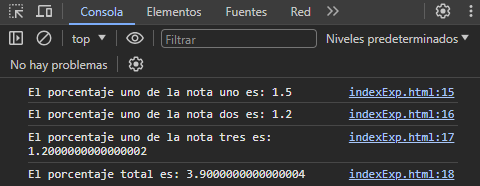 Consola Elementos Fuentes Red
top Filtrar Niveles predeterminados
No hay problemas
El porcentaje uno de la nota uno es: 1.5 indexExp.html:15
El porcentaje uno de la nota dos es: 1.2 indexExp.html:16
El porcentaje uno de la nota tres es: indexExp.html:17
1.2000000000000002
El porcentaje total es: 3.9000000000000004 indexExp.html:18